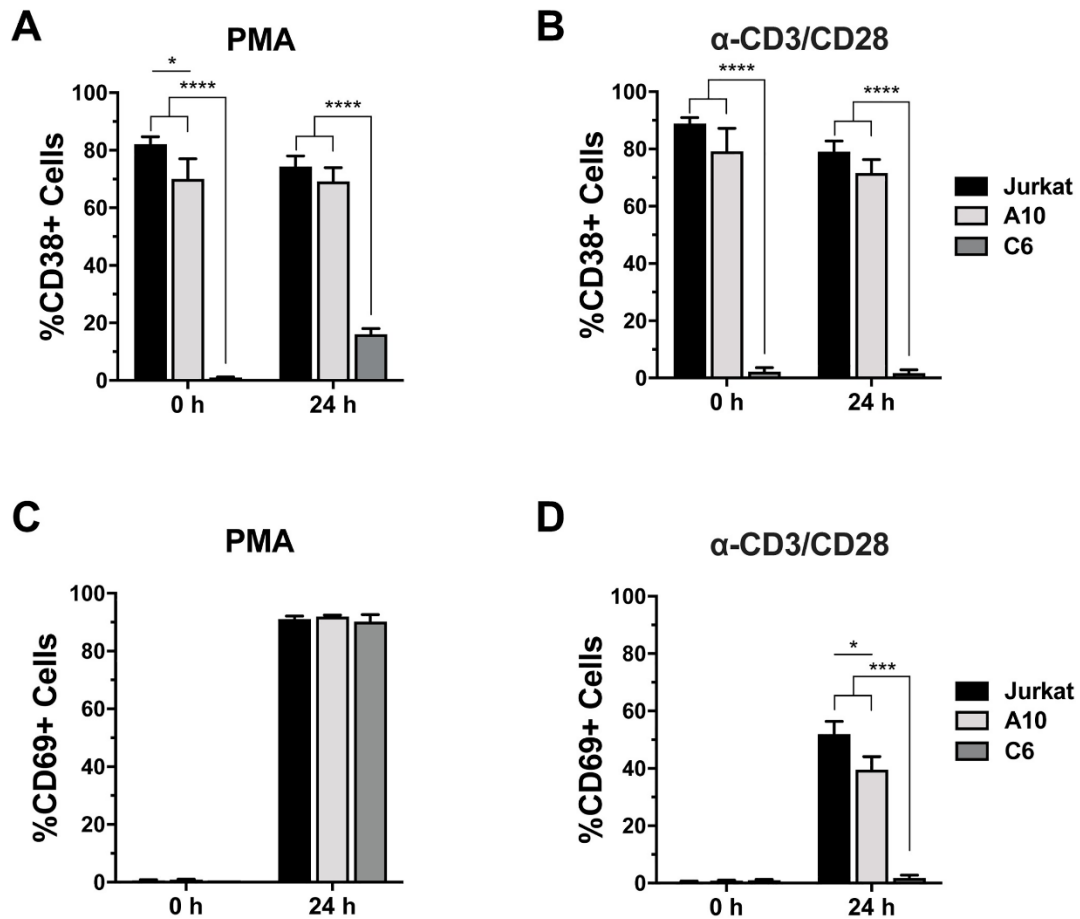 A
PMA
%CD38+ Cells
100
80
60
40
20
0
*
****
****
0 h
24 h
B
α-CD3/CD28
%CD38+ Cells
100
80
60
40
20
0
****
****
0 h
24 h
Jurkat
A10
C6
C
PMA
%CD69+ Cells
100
80
60
40
20
0
0 h
24 h
D
α-CD3/CD28
%CD69+ Cells
100
80
60
40
20
0
*
***
0 h
24 h
Jurkat
A10
C6